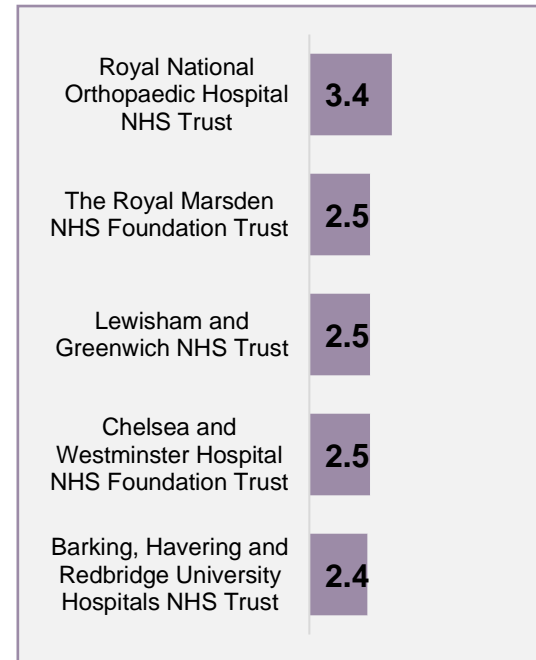 Royal National
Orthopaedic Hospital
NHS Trust
3.4
The Royal Marsden
NHS Foundation Trust
2.5
Lewisham and
Greenwich NHS Trust
2.5
Chelsea and
Westminster Hospital
NHS Foundation Trust
2.5
Barking, Havering and
Redbridge University
Hospitals NHS Trust
2.4